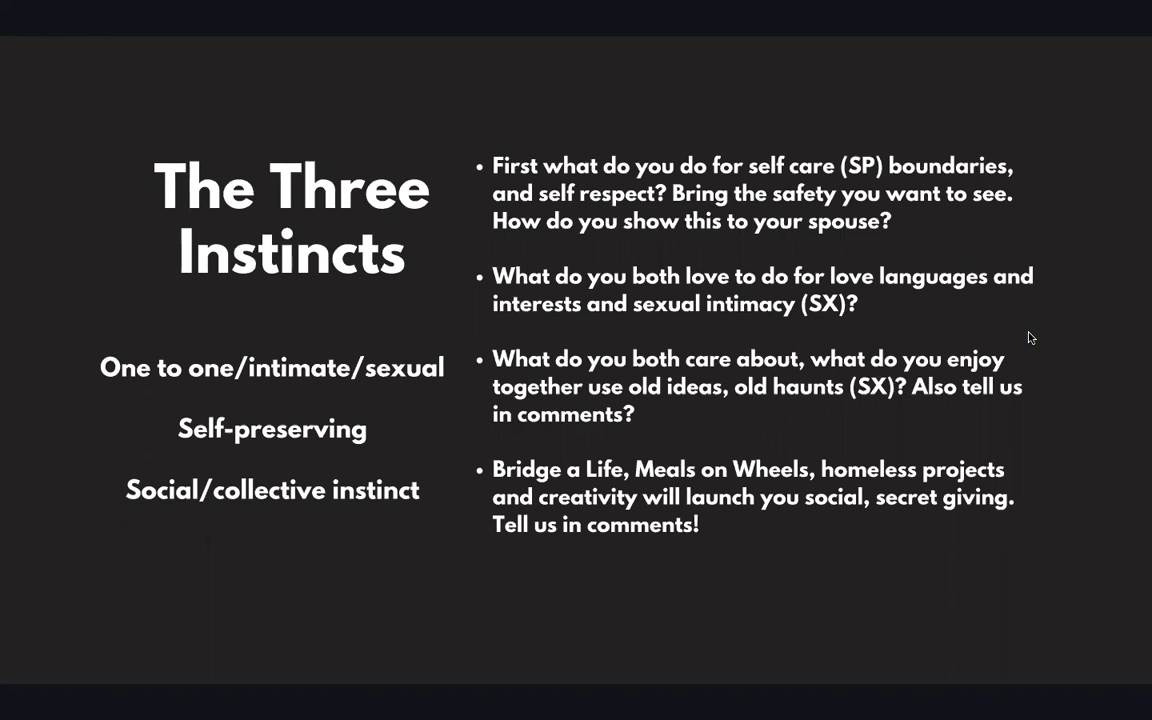 The Three
Instincts
One to one/intimate/sexual
Self-preserving
Social/collective instinct
• First what do you do for self care (SP) boundaries,
and self respect? Bring the safety you want to see.
How do you show this to your spouse?
• What do you both love to do for love languages and
interests and sexual intimacy (SX)?
• What do you both care about, what do you enjoy
together use old ideas, old haunts (SX)? Also tell us
in comments?
• Bridge a Life, Meals on Wheels, homeless projects
and creativity will launch you social, secret giving.
Tell us in comments!